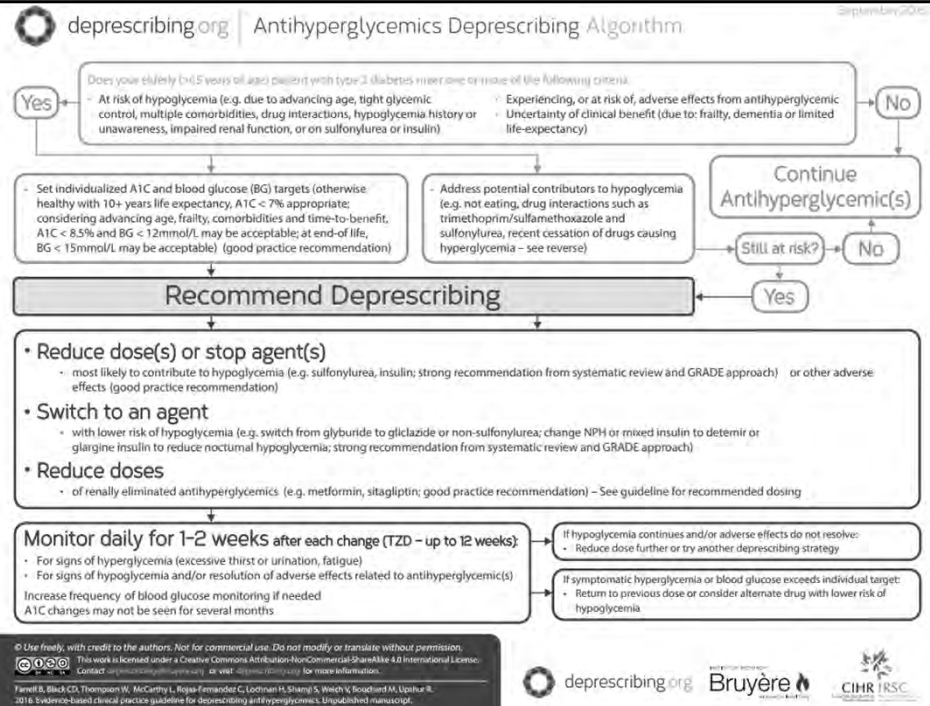 September 2016
deprescribing.org | Antihyperglycemics Deprescribing Algorithm
Does your elderly (>65 years of age) patient with type 2 diabetes meet one or more of the following criteria:
Yes
· At risk of hypoglycemia (e.g. due to advancing age, tight glycemic
control, multiple comorbidities, drug interactions, hypoglycemia history or
unawareness, impaired renal function, or on sulfonylurea or insulin)
· Experiencing, or at risk of, adverse effects from antihyperglycemic
· Uncertainty of clinical benefit (due to: frailty, dementia or limited
life-expectancy)
No
· Set individualized A1C and blood glucose (BG) targets (otherwise
healthy with 10+ years life expectancy, A1C < 7% appropriate;
considering advancing age, frailty, comorbidities and time-to-benefit,
A1C < 8.5% and BG < 12mmol/L may be acceptable; at end of life,
BG < 15mmol/L may be acceptable) (good practice recommendation)
· Address potential contributors to hypoglycemia
(e.g. not eating, drug interactions such as
trimethoprim/sulfamethoxazole and
sulfonylurea, recent cessation of drugs causing
hyperglycemia – see reverse)
Continue
Antihyperglycemic(s)
Still at risk?
No
Yes
Recommend Deprescribing
• Reduce dose(s) or stop agent(s)
• most likely to contribute to hypoglycemia (e.g. sulfonylurea, insulin; strong recommendation from systematic review and GRADE approach) or other adverse
effects (good practice recommendation)
• Switch to an agent
• with lower risk of hypoglycemia (e.g. switch from glyburide to gliclazide or non-sulfonylurea; change NPH or mixed insulin to detemir or
glargine insulin to reduce nocturnal hypoglycemia; strong recommendation from systematic review and GRADE approach)
• Reduce doses
• of renally eliminated antihyperglycemics (e.g. metformin, sitagliptin; good practice recommendation) – See guideline for recommended dosing
Monitor daily for 1-2 weeks after each change (TZD – up to 12 weeks):
· For signs of hyperglycemia (excessive thirst or urination, fatigue)
· For signs of hypoglycemia and/or resolution of adverse effects related to antihyperglycemic(s)
Increase frequency of blood glucose monitoring if needed
A1C changes may not be seen for several months
If hypoglycemia continues and/or adverse effects do not resolve:
• Reduce dose further or try another deprescribing strategy
If symptomatic hyperglycemia or blood glucose exceeds individual target:
• Return to previous dose or consider alternate drug with lower risk of
hypoglycemia
© Use freely, with credit to the authors. Not for commercial use. Do not modify or translate without permission.
This work is licensed under a Creative Commons Attribution-NonCommercial-ShareAlike 4.0 International License.
Contact or visit for more information.
Farrell B, Black CD, Thompson W, McCarthy L, Rojas-Fernandez C, Lochnan H, Shamji S, Welch V, Bouchard M, Upshur R.
2016. Evidence-based clinical practice guideline for deprescribing antihyperglycemics. Unpublished manuscript.
deprescribing.org
Bruyère
CIHR IRSC